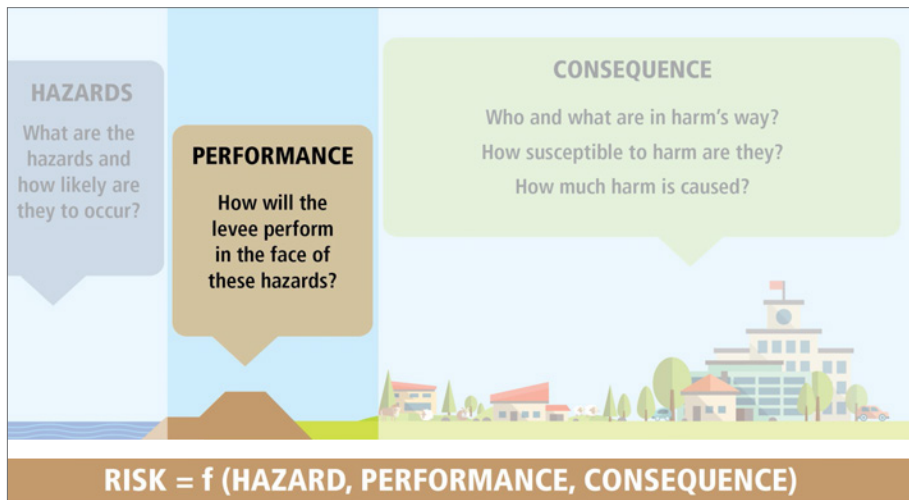 HAZARDS
What are the
hazards and
how likely are
they to occur?
PERFORMANCE
How will the
levee perform
in the face of
these hazards?
CONSEQUENCE
Who and what are in harm's way?
How susceptible to harm are they?
How much harm is caused?
RISK = f (HAZARD, PERFORMANCE, CONSEQUENCE)